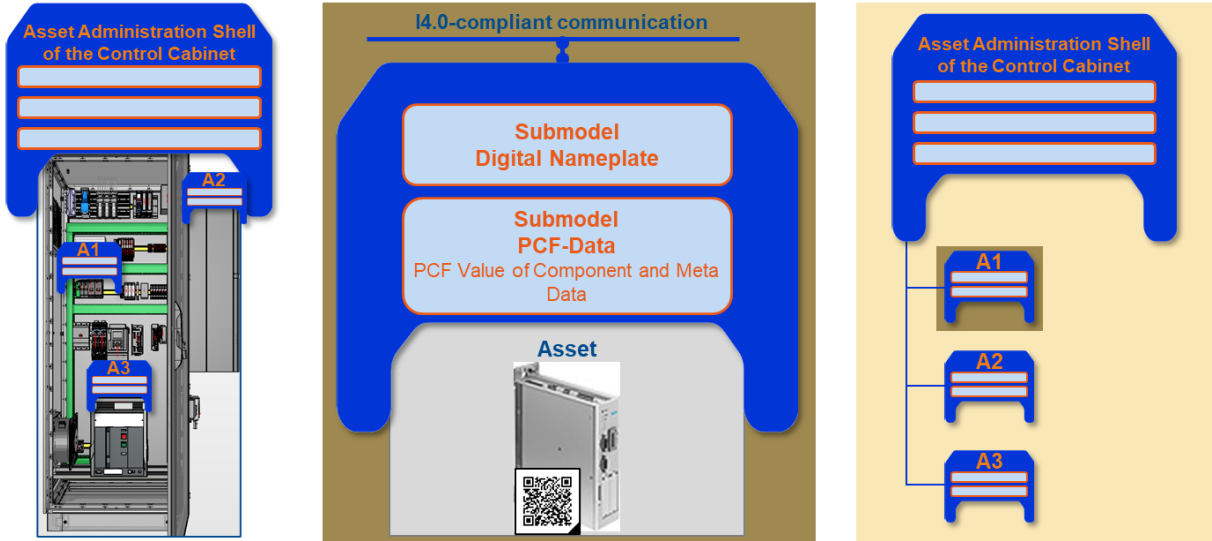 Asset Administration Shell
of the Control Cabinet
A2
A1
A3
I4.0-compliant communication
Submodel
Digital Nameplate
Submodel
PCF-Data
PCF Value of Component and Meta
Data
Asset
Asset Administration Shell
of the Control Cabinet
A1
A2
A3